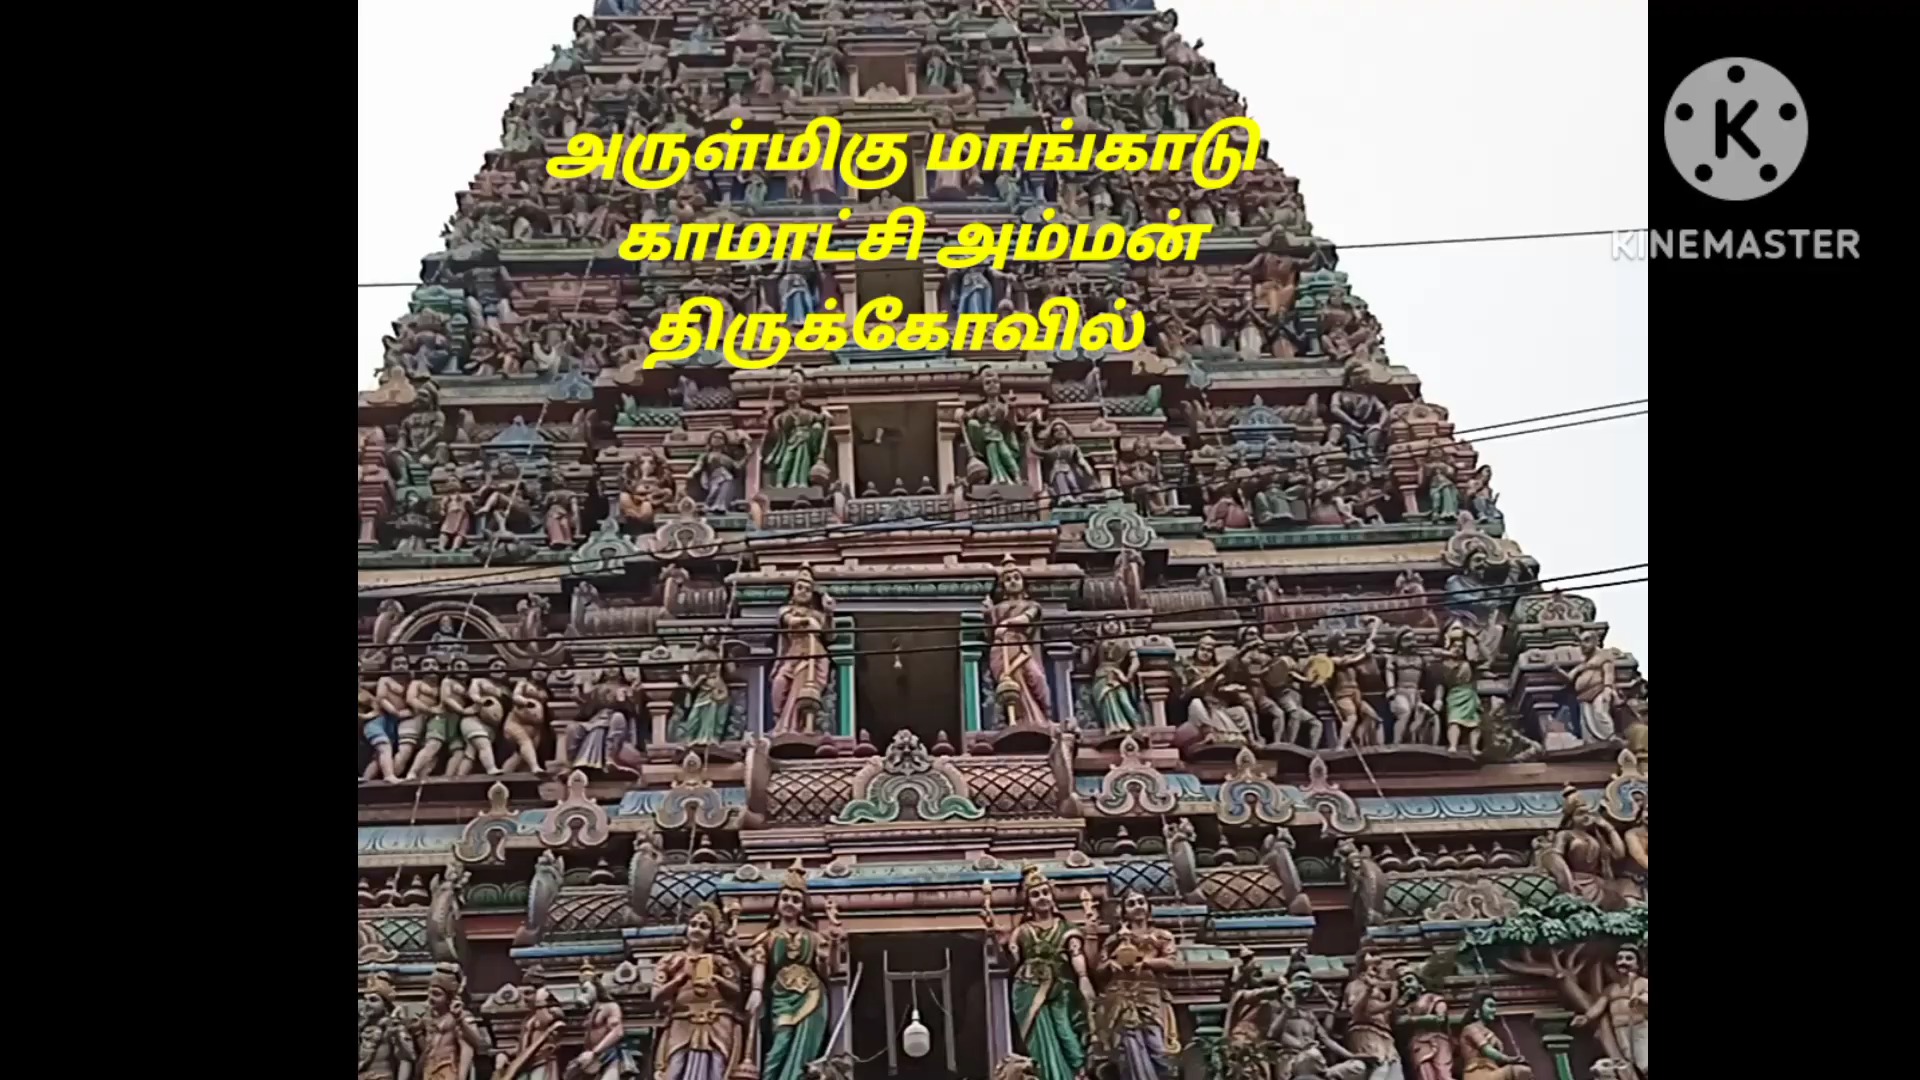 அருள்மிகு மாங்காடு
காமாட்சி அம்மன்
திருக்கோவில்
K
KINEMASTER